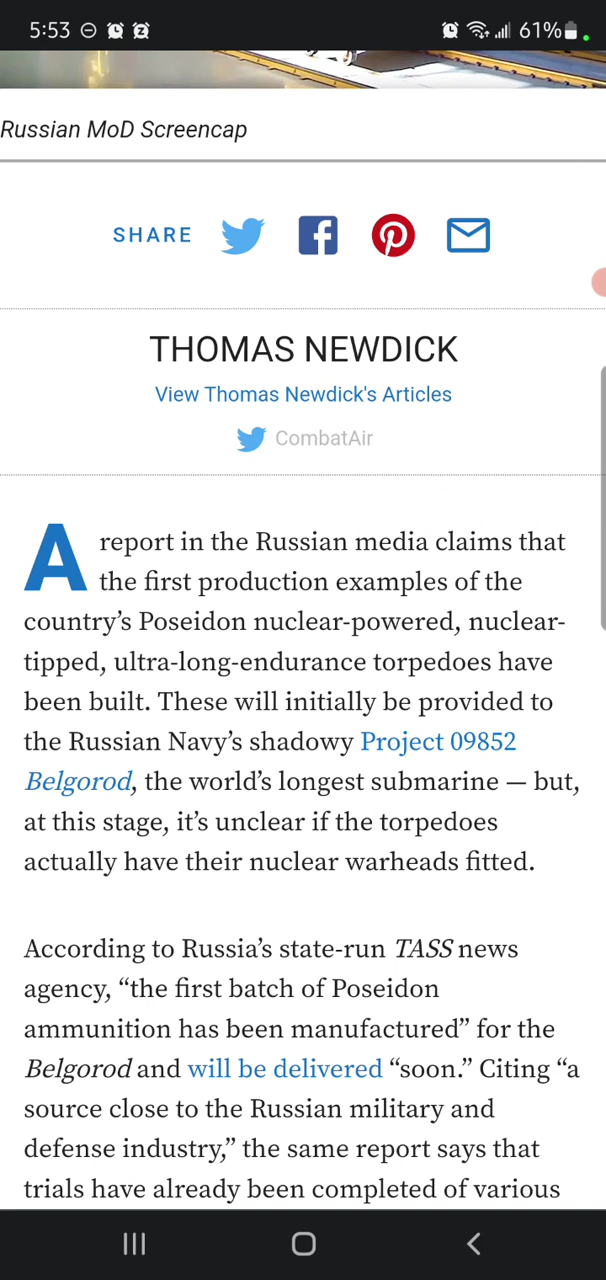 5:53
61%
Russian MoD Screencap
SHARE
THOMAS NEWDICK
View Thomas Newdick's Articles
CombatAir
A report in the Russian media claims that
the first production examples of the
country’s Poseidon nuclear-powered, nuclear-
tipped, ultra-long-endurance torpedoes have
been built. These will initially be provided to
the Russian Navy’s shadowy Project 09852
Belgorod, the world’s longest submarine — but,
at this stage, it’s unclear if the torpedoes
actually have their nuclear warheads fitted.
According to Russia’s state-run TASS news
agency, “the first batch of Poseidon
ammunition has been manufactured” for the
Belgorod and will be delivered “soon.” Citing “a
source close to the Russian military and
defense industry,” the same report says that
trials have already been completed of various